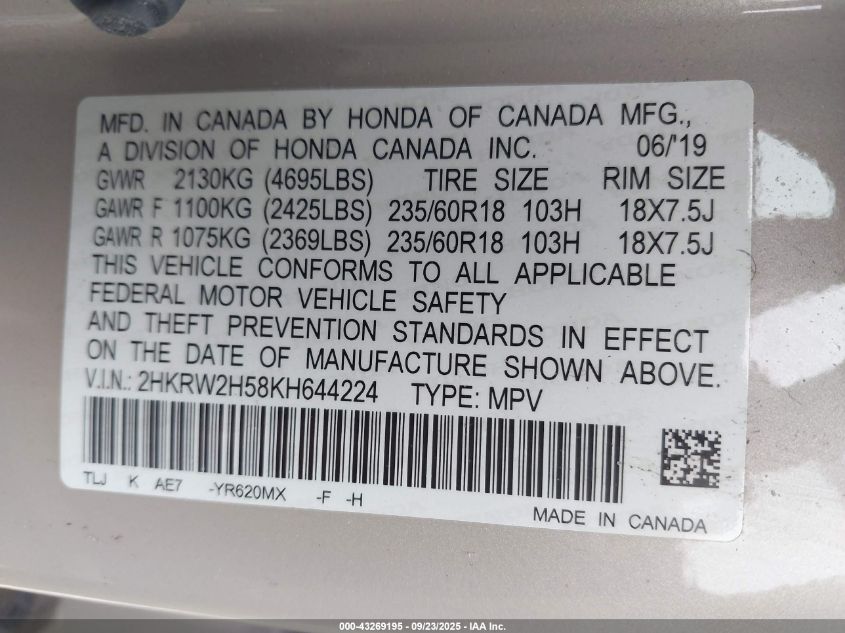 MFD. IN CANADA BY HONDA OF CANADA MFG.,
A DIVISION OF HONDA CANADA INC. 06/'19
GVWR 2130KG (4695LBS) TIRE SIZE RIM SIZE
GAWR F 1100KG (2425LBS) 235/60R18 103H 18X7.5J
GAWR R 1075KG (2369LBS) 235/60R18 103H 18X7.5J
THIS VEHICLE CONFORMS TO ALL APPLICABLE
FEDERAL MOTOR VEHICLE SAFETY
AND THEFT PREVENTION STANDARDS IN EFFECT
ON THE DATE OF MANUFACTURE SHOWN ABOVE.
V.I.N.: 2HKRW2H58KH644224 TYPE: MPV
TLJ K AE7 -YR620MX -F -H
MADE IN CANADA
000-43269195 - 09/23/2025 - IAA Inc.